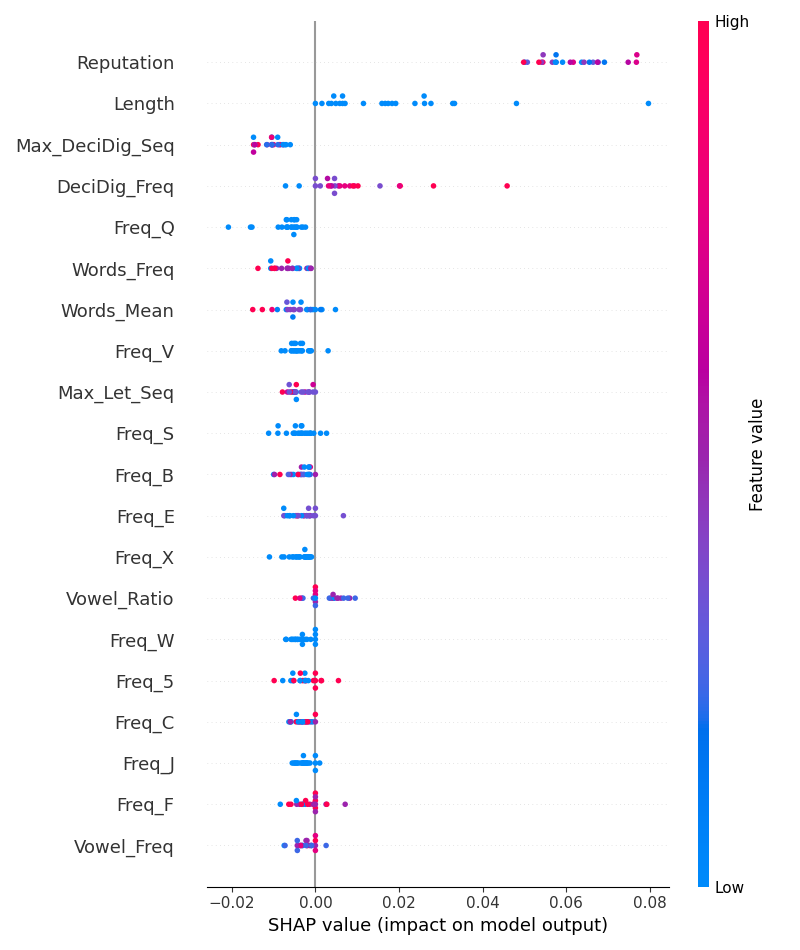 High
Reputation
Length
Max_DeciDig_Seq
DeciDig_Freq
Freq_Q
Words_Freq
Words_Mean
Freq_V
Max_Let_Seq
Freq_S
Freq_B
Freq_E
Freq_X
Vowel_Ratio
Freq_W
Freq_5
Freq_C
Freq_J
Freq_F
Vowel_Freq
Feature value
Low
−0.02 0.00 0.02 0.04 0.06 0.08
SHAP value (impact on model output)